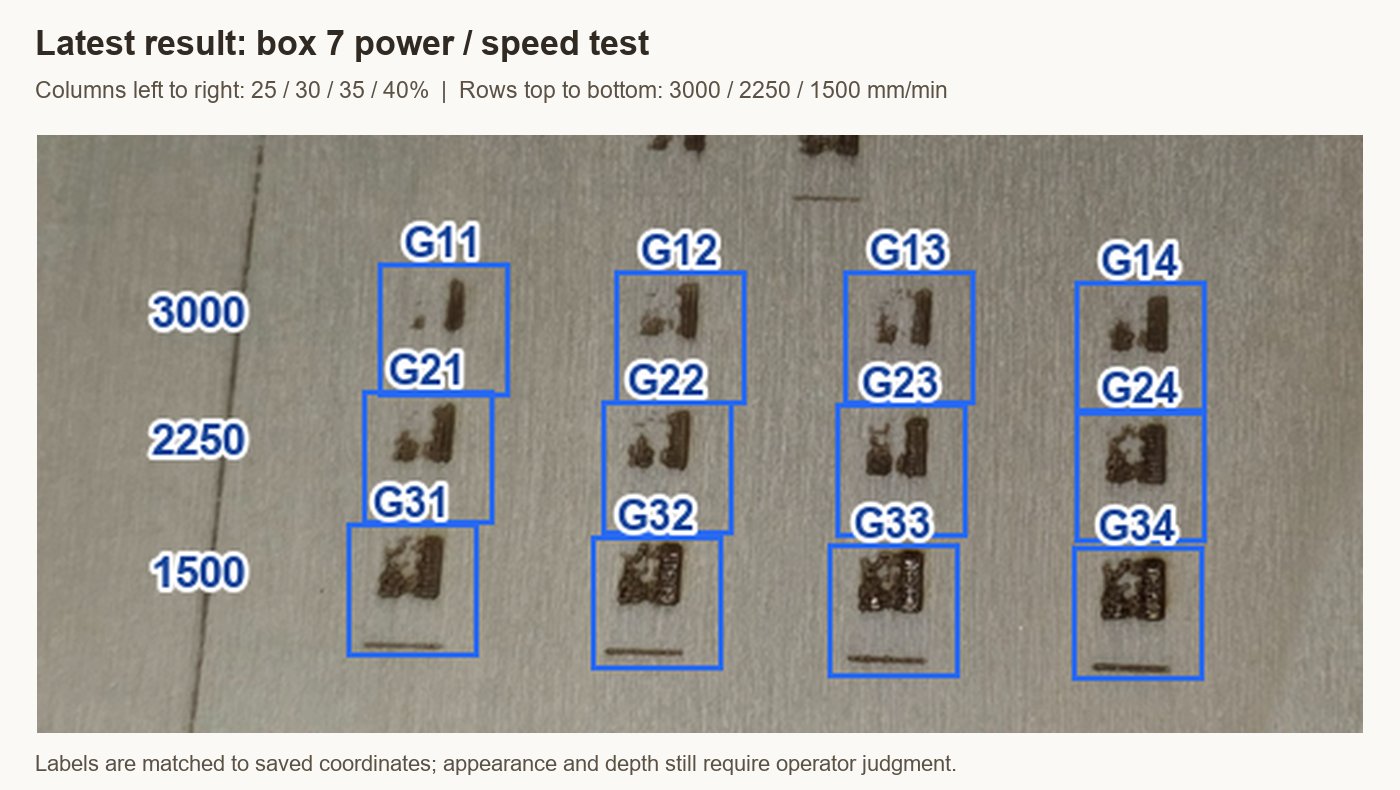 Latest result: box 7 power / speed test
Columns left to right: 25 / 30 / 35 / 40% | Rows top to bottom: 3000 / 2250 / 1500 mm/min
G11 G12 G13 G14
3000
G21 G22 G23 G24
2250
G31 G32 G33 G34
1500
Labels are matched to saved coordinates; appearance and depth still require operator judgment.